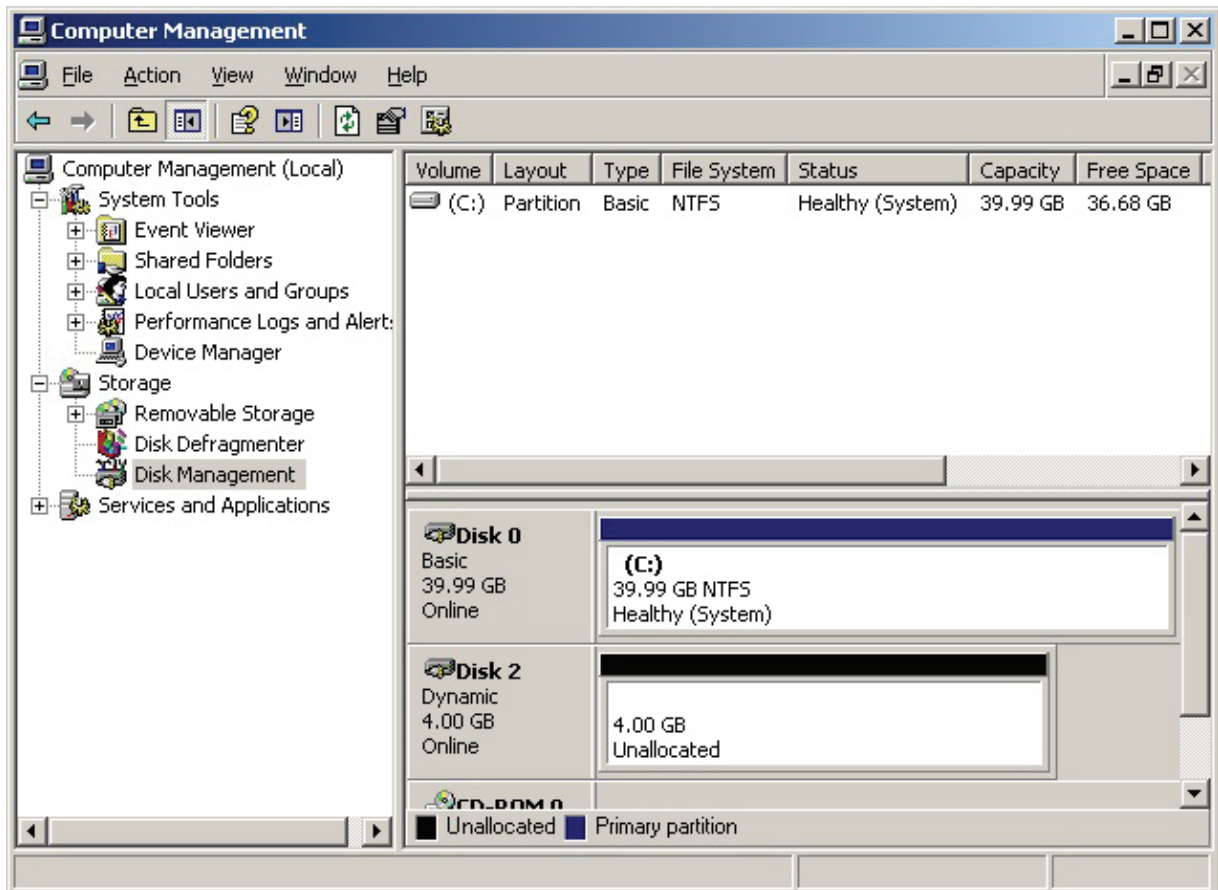 Computer Management
File Action View Window Help
Computer Management (Local)
System Tools
Event Viewer
Shared Folders
Local Users and Groups
Performance Logs and Alert
Device Manager
Storage
Removable Storage
Disk Defragmenter
Disk Management
Services and Applications
Volume Layout Type File System Status Capacity Free Space
(C:) Partition Basic NTFS Healthy (System) 39.99 GB 36.68 GB
Disk 0
Basic
39.99 GB
Online
(C:)
39.99 GB NTFS
Healthy (System)
Disk 2
Dynamic
4.00 GB
Online
4.00 GB
Unallocated
CD-ROM 0
Unallocated Primary partition